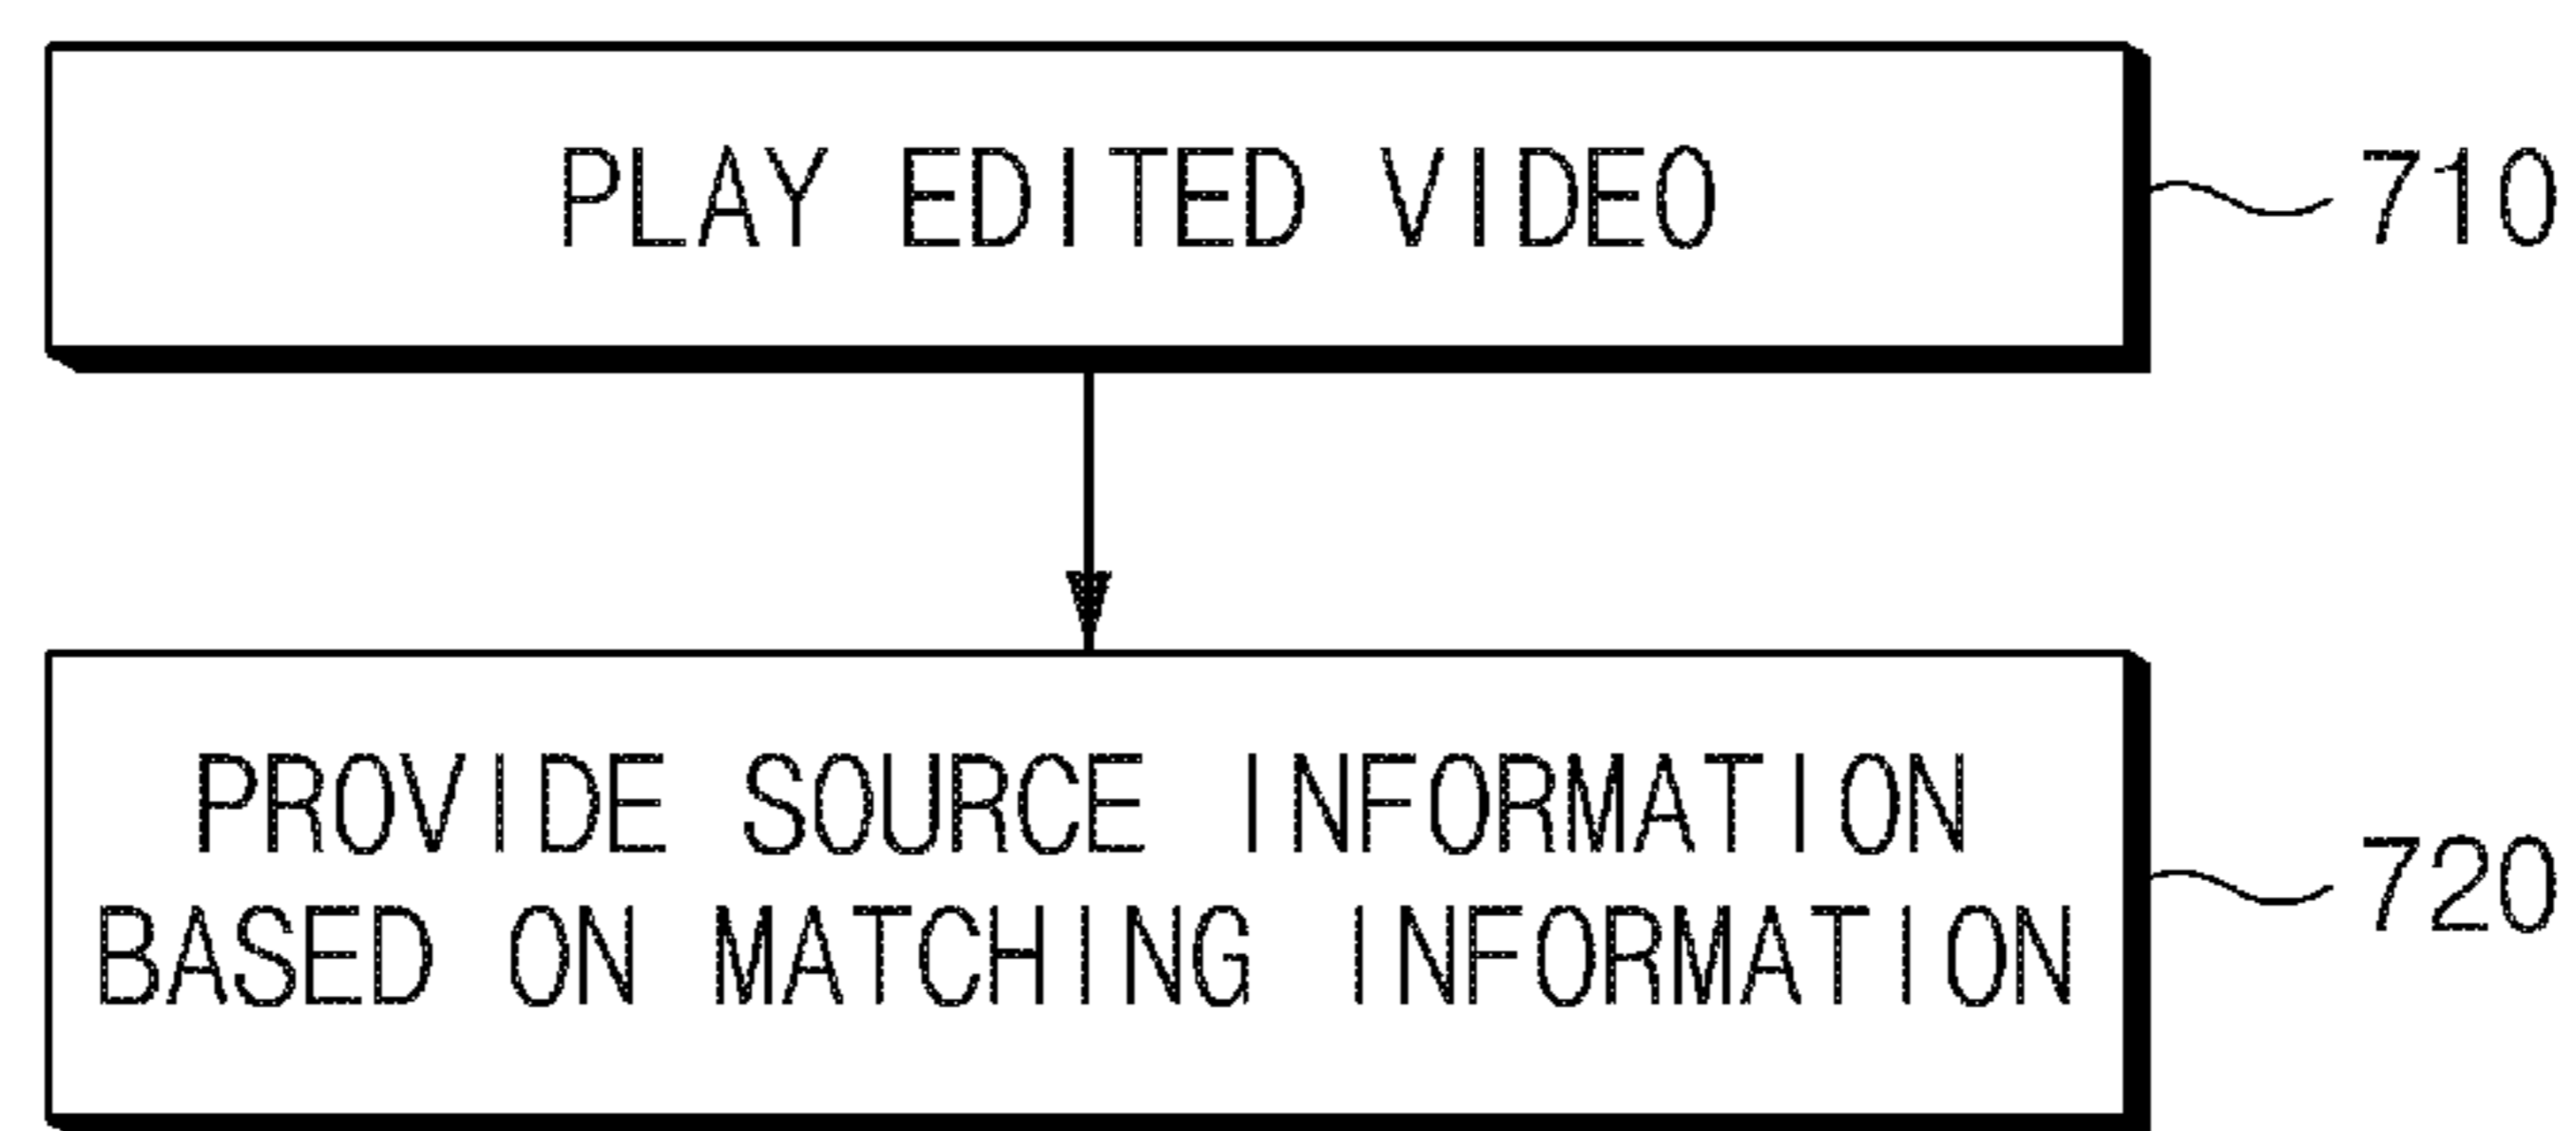 PLAY EDITED VIDEO
710
PROVIDE SOURCE INFORMATION
BASED ON MATCHING INFORMATION
720